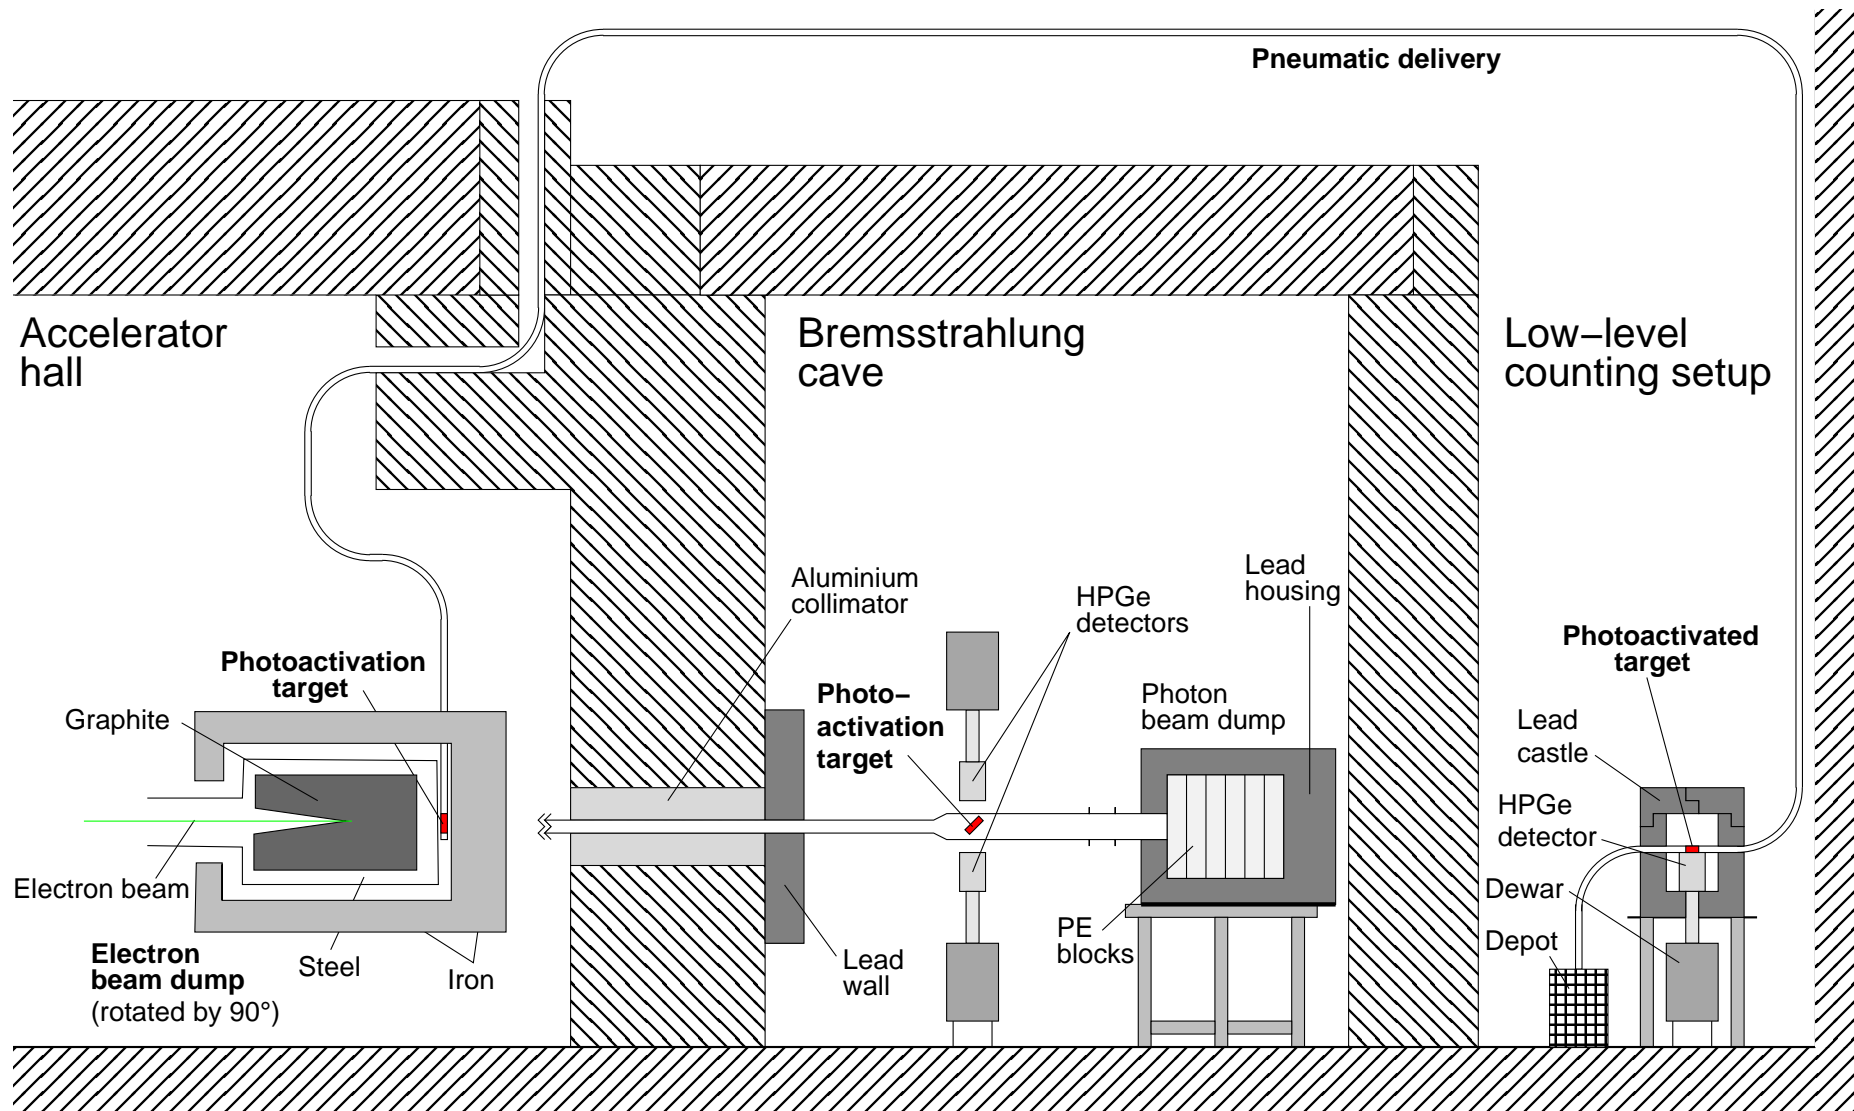 Pneumatic delivery
Accelerator
hall
Bremsstrahlung
cave
Low−level
counting setup
Photoactivation
target
Graphite
Electron beam
Electron
beam dump
(rotated by 90°)
Steel
Iron
Aluminium
collimator
Photo−
activation
target
Lead
wall
HPGe
detectors
Photon
beam dump
PE
blocks
Lead
housing
Photoactivated
target
Lead
castle
HPGe
detector
Dewar
Depot